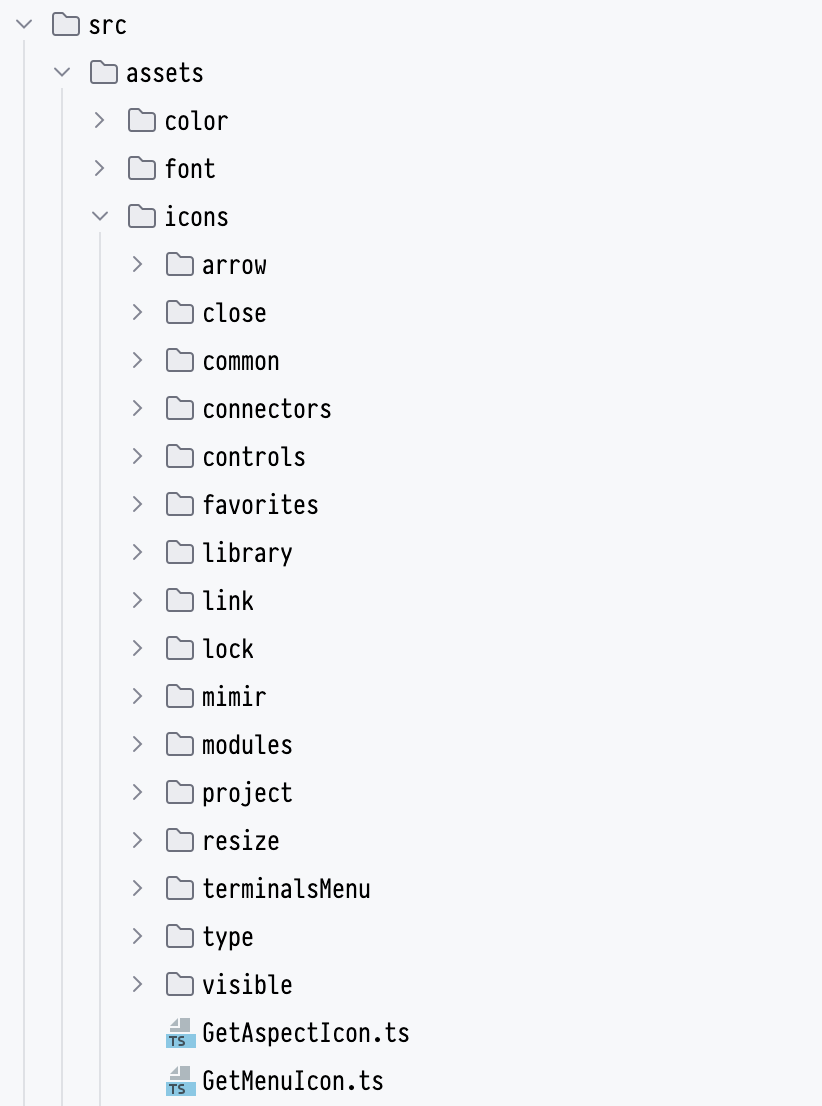 src
assets
color
font
icons
arrow
close
common
connectors
controls
favorites
library
link
lock
mimir
modules
project
resize
terminalsMenu
type
visible
TS GetAspectIcon.ts
TS GetMenuIcon.ts